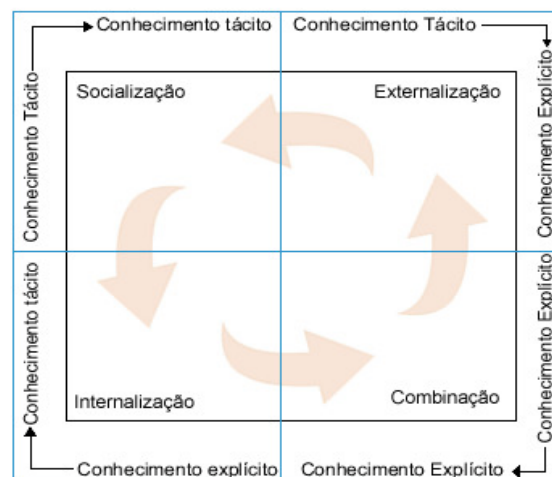 Conhecimento tácito
Conhecimento Tácito
Conhecimento Tácito
Socialização
Externalização
Conhecimento Explícito
Conhecimento tácito
Internalização
Combinação
Conhecimento Explícito
Conhecimento explícito
Conhecimento Explícito